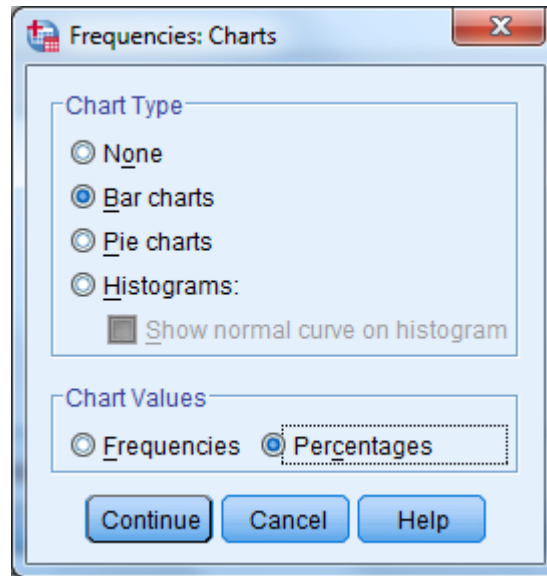 Frequencies: Charts
Chart Type
None
Bar charts
Pie charts
Histograms:
Show normal curve on histogram
Chart Values
Frequencies Percentages
Continue Cancel Help